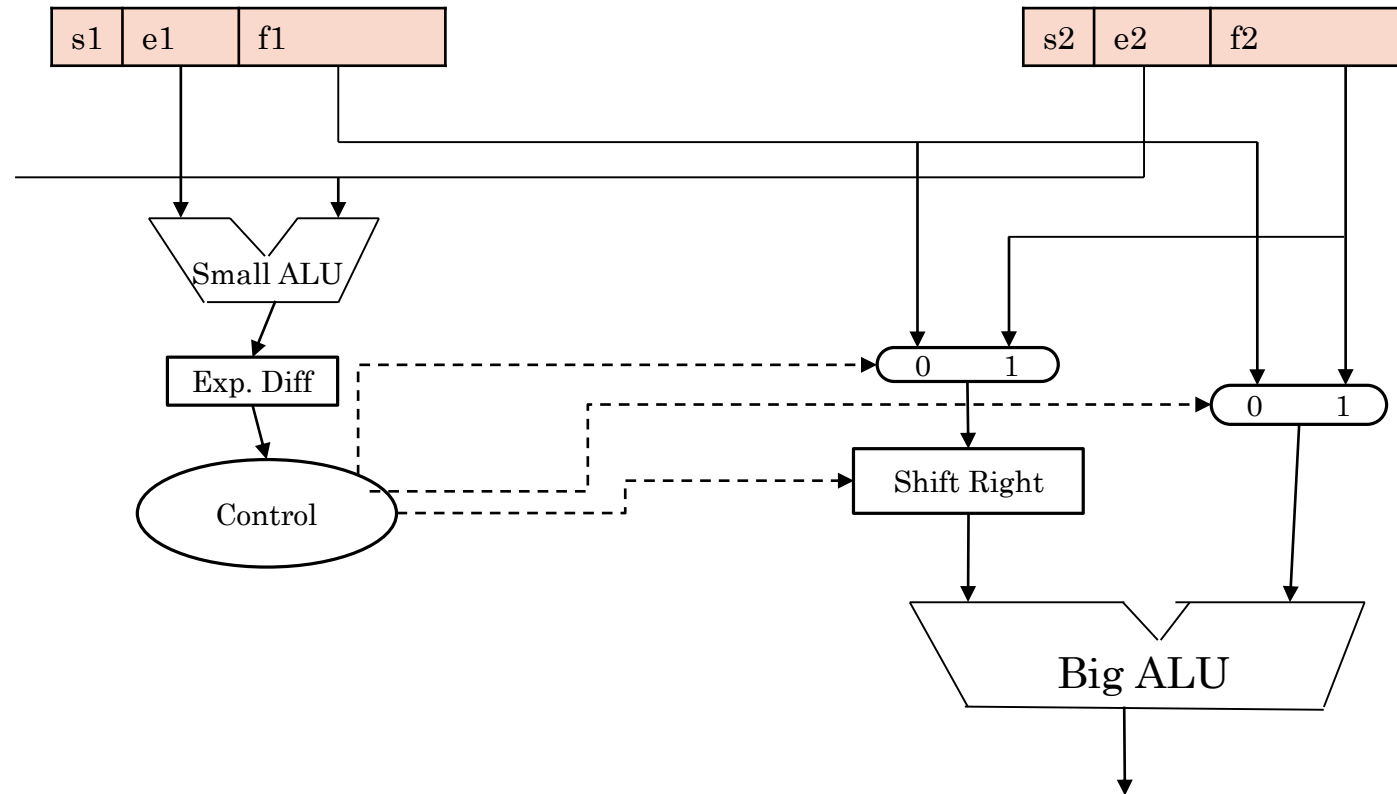 s1 e1 f1
s2 e2 f2
Small ALU
Exp. Diff
0 1
0 1
Shift Right
Control
Big ALU